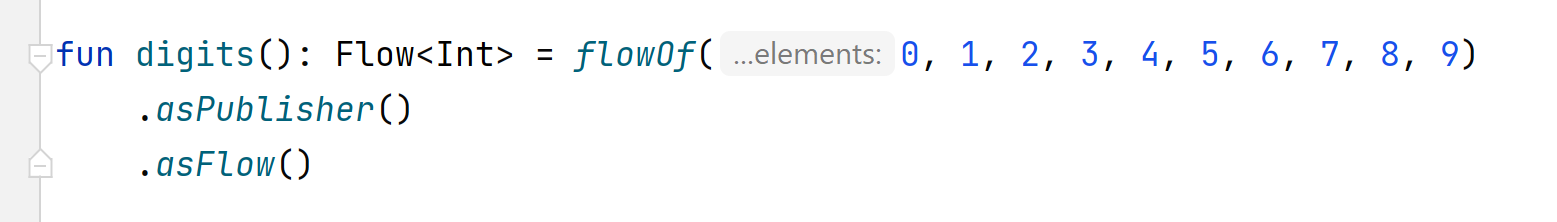 fun digits(): Flow<Int> = flowOf( ...elements: 0, 1, 2, 3, 4, 5, 6, 7, 8, 9)
    .asPublisher()
    .asFlow()